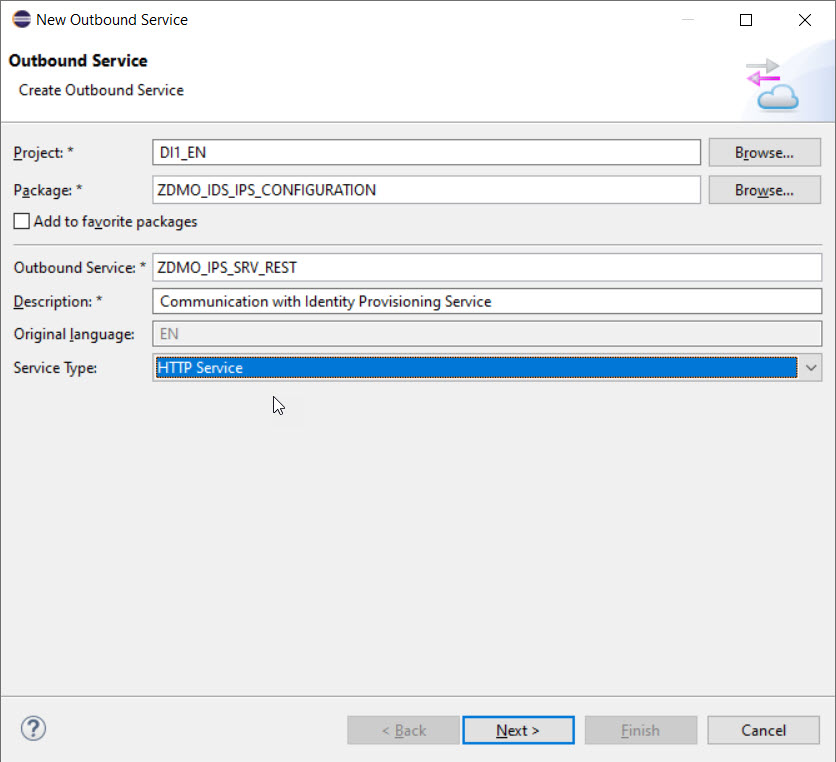 New Outbound Service
Outbound Service
Create Outbound Service
Project: * DI1_EN Browse...
Package: * ZDMO_IDS_IPS_CONFIGURATION Browse...
Add to favorite packages
Outbound Service: * ZDMO_IPS_SRV_REST
Description: * Communication with Identity Provisioning Service
Original language: EN
Service Type: HTTP Service
? < Back Next > Finish Cancel